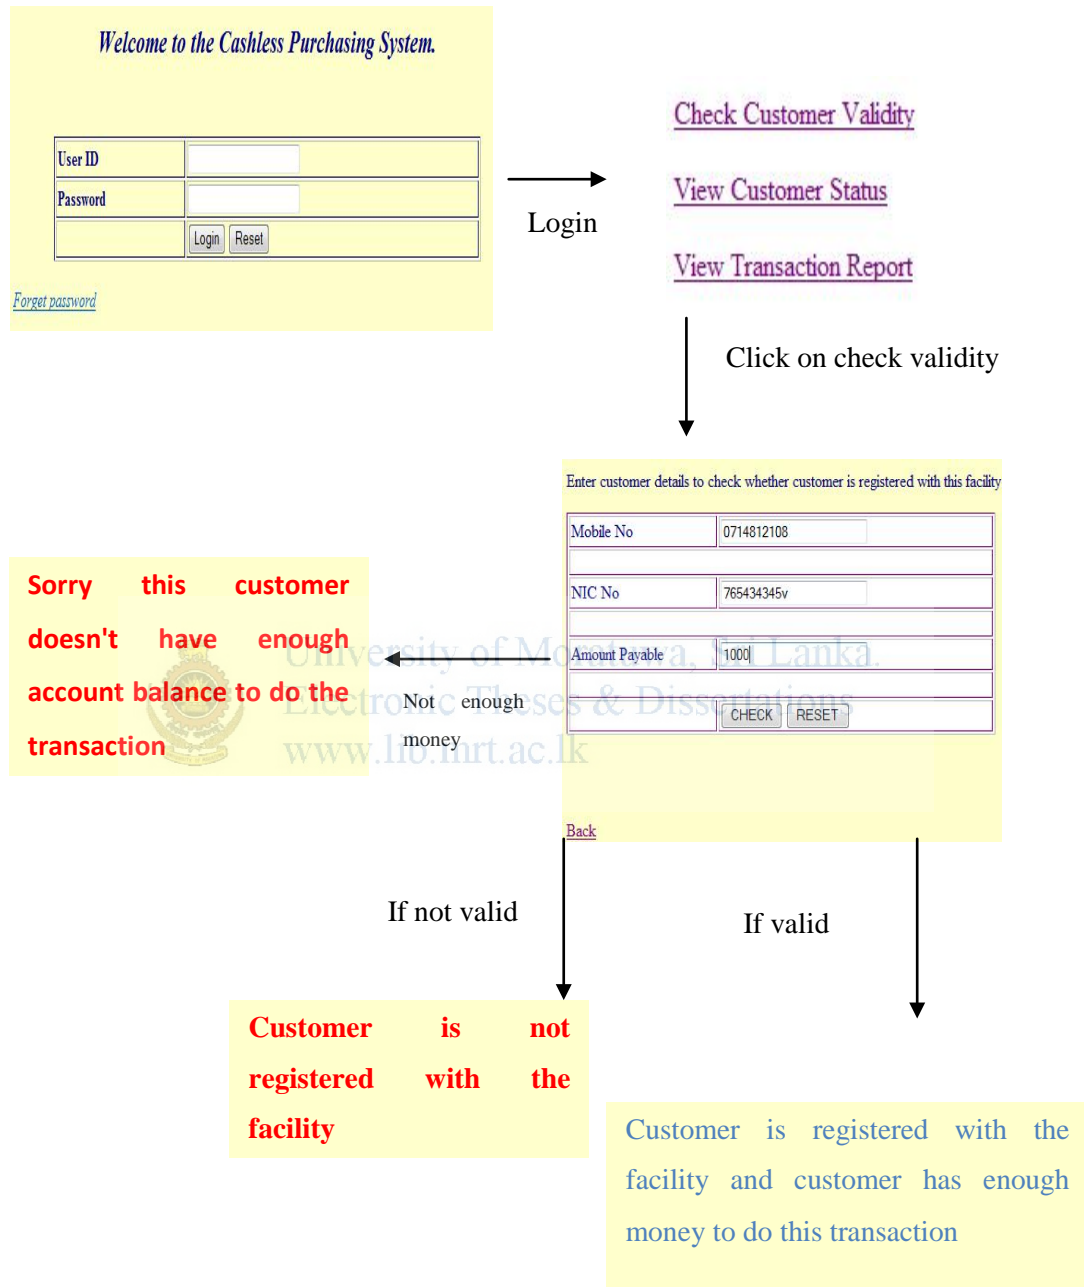 Welcome to the Cashless Purchasing System.
User ID
Password
Login Reset
Forget password
Login
Check Customer Validity
View Customer Status
View Transaction Report
Click on check validity
Enter customer details to check whether customer is registered with this facility
Mobile No 0714812108
NIC No 765434345v
Amount Payable 1000
CHECK RESET
Back
Not enough
money
Sorry this customer
doesn't have enough
account balance to do the
transaction
University of Moratuwa, Sri Lanka.
Electronic Theses & Dissertations
www.lib.mrt.ac.lk
If not valid
If valid
Customer is not
registered with the
facility
Customer is registered with the
facility and customer has enough
money to do this transaction